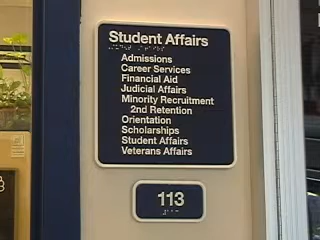 Student Affairs
Admissions
Career Services
Financial Aid
Judicial Affairs
Minority Recruitment
2nd Retention
Orientation
Scholarships
Student Affairs
Veterans Affairs
113